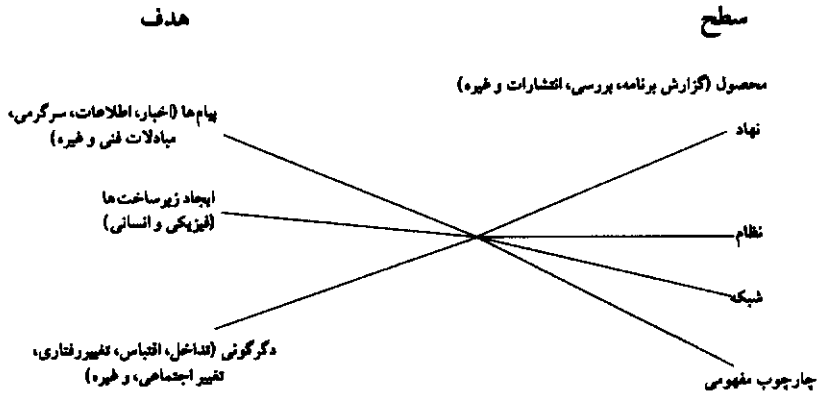 سطح
هدف
محصول (گزارش برنامه، بررسی، انتشارات و غیره)
نهاد
نظام
شبکه
چارچوب مفهومی
پیام‌ها (اخبار، اطلاعات، سرگرمی،
مبادلات فنی و غیره)
ایجاد زیرساخت‌ها
(فیزیکی و انسانی)
دگرگونی (تداخل، اقتباس، تغییررفتاری،
تغییر اجتماعی، و غیره)